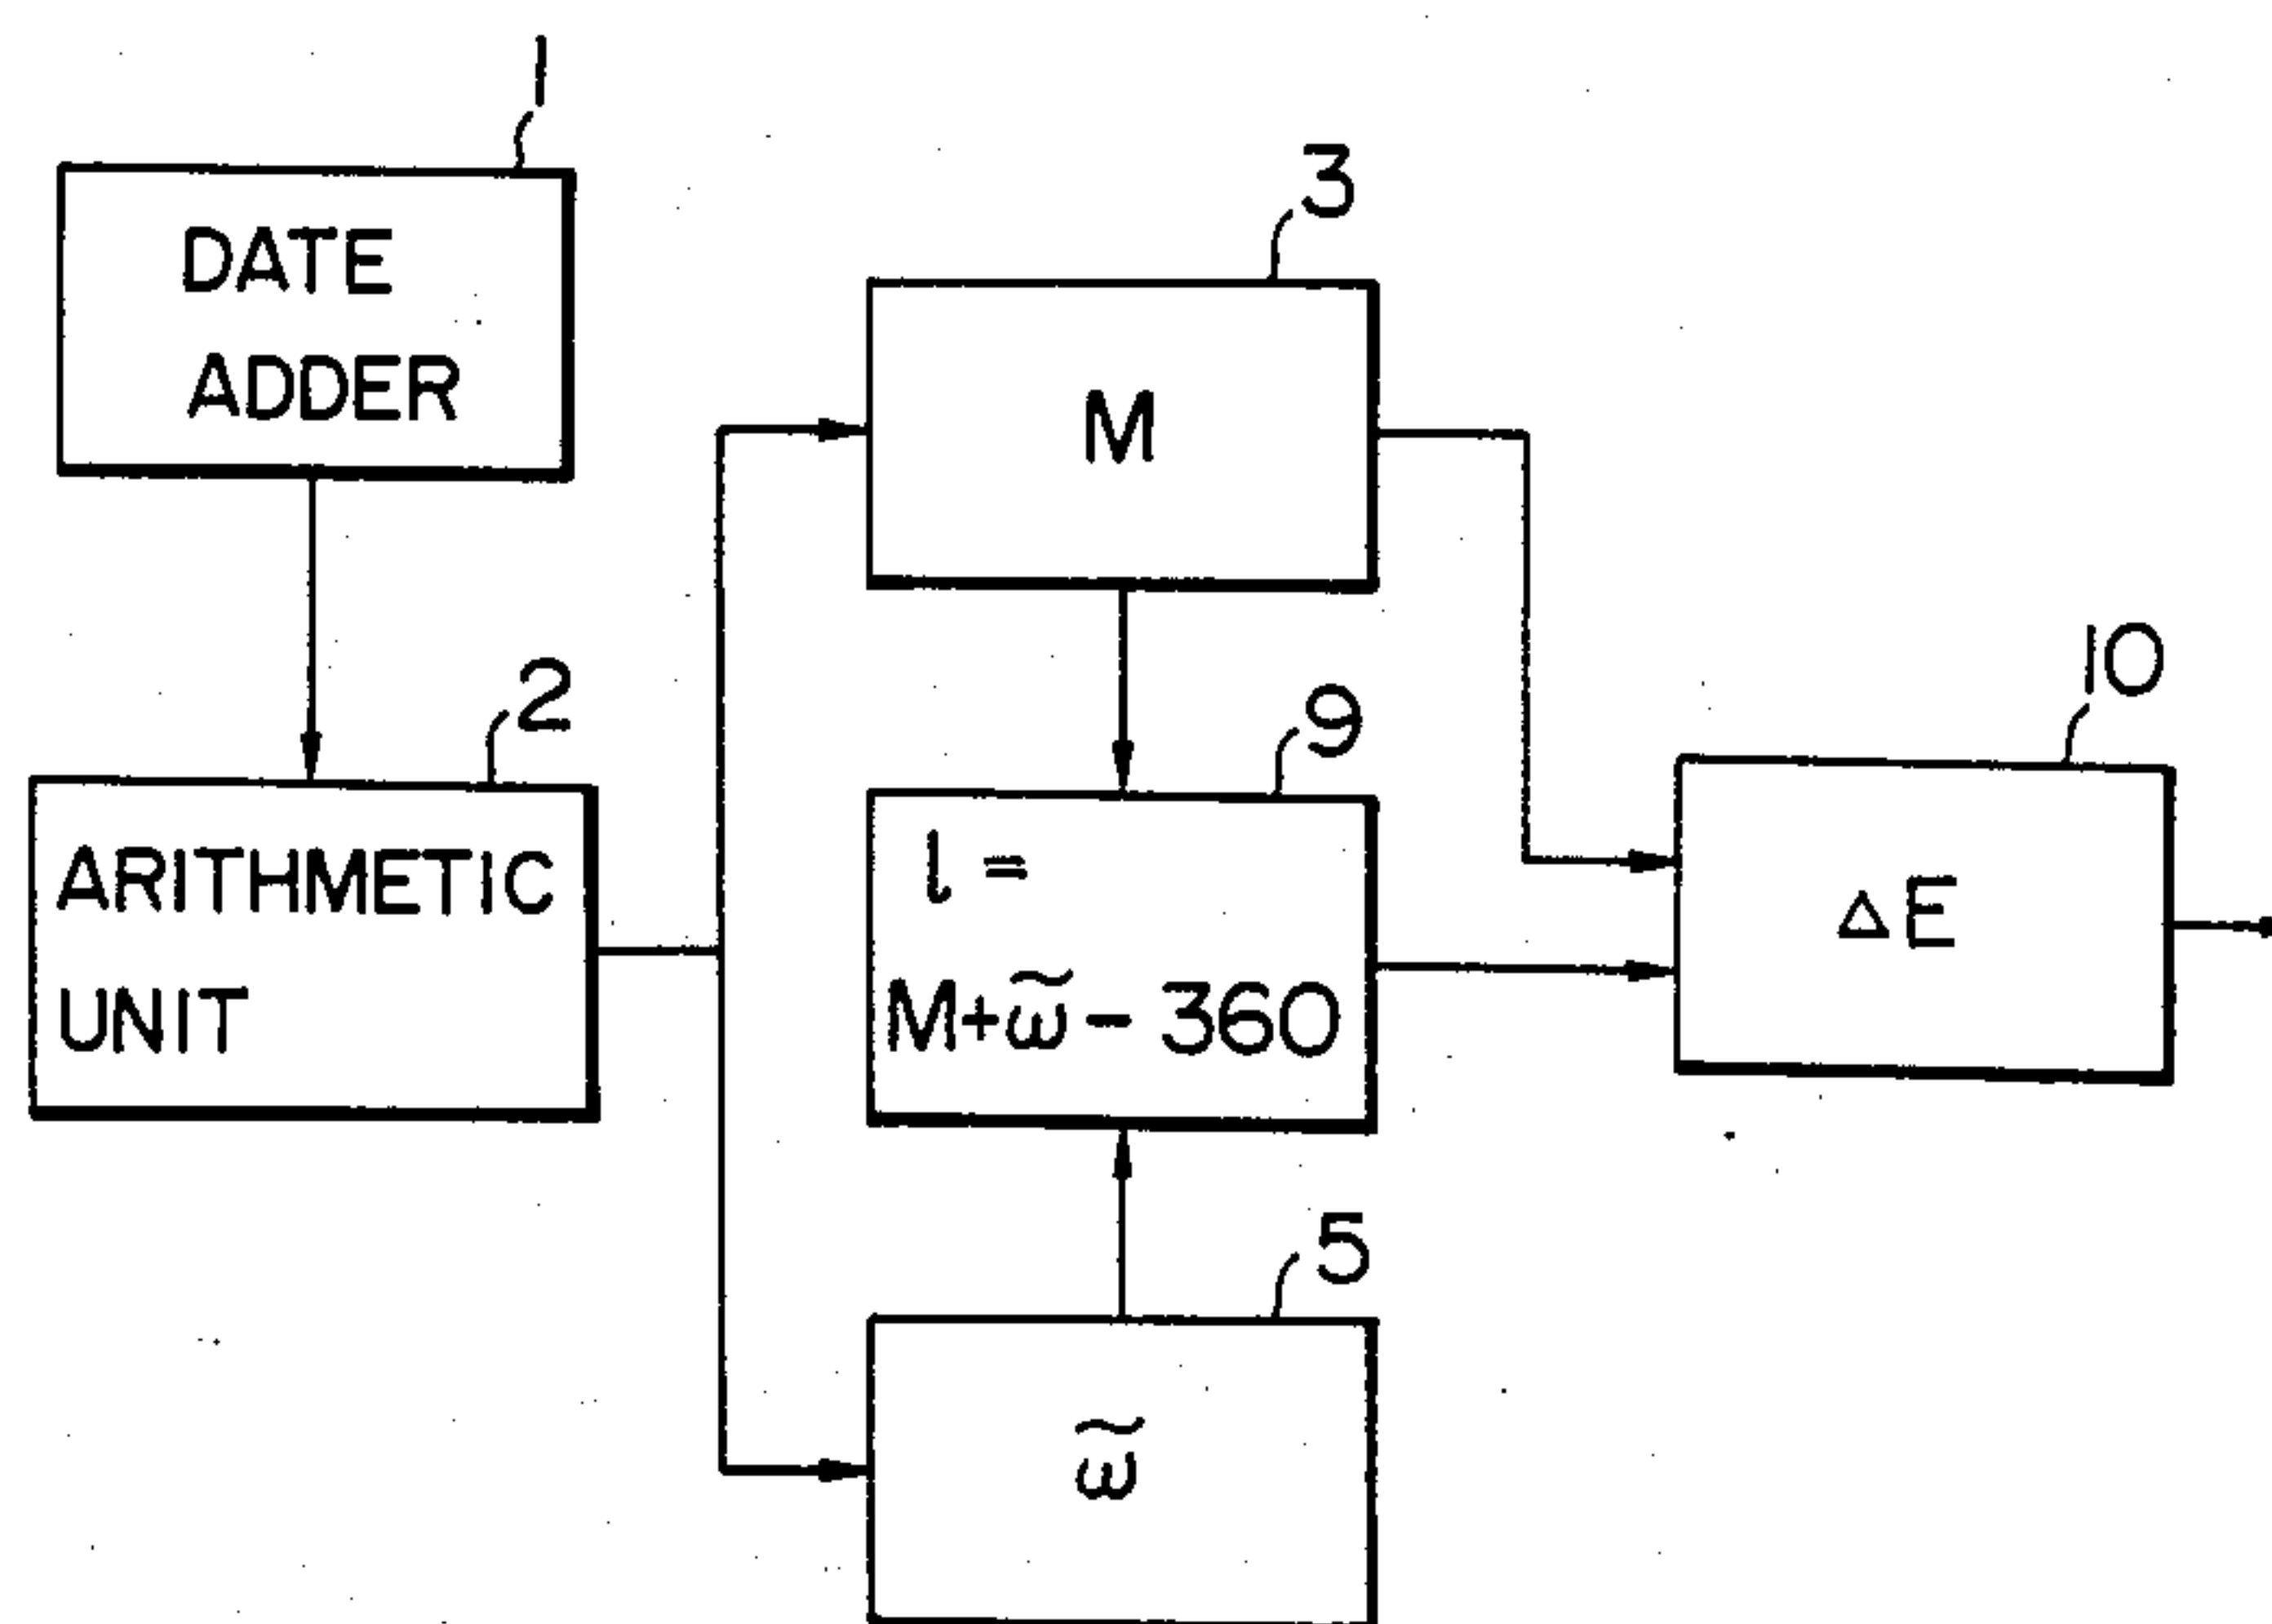 1
DATE
ADDER
3
M
2
ARITHMETIC
UNIT
9
l =
M+ω̃− 360
10
ΔE
5
ω̃